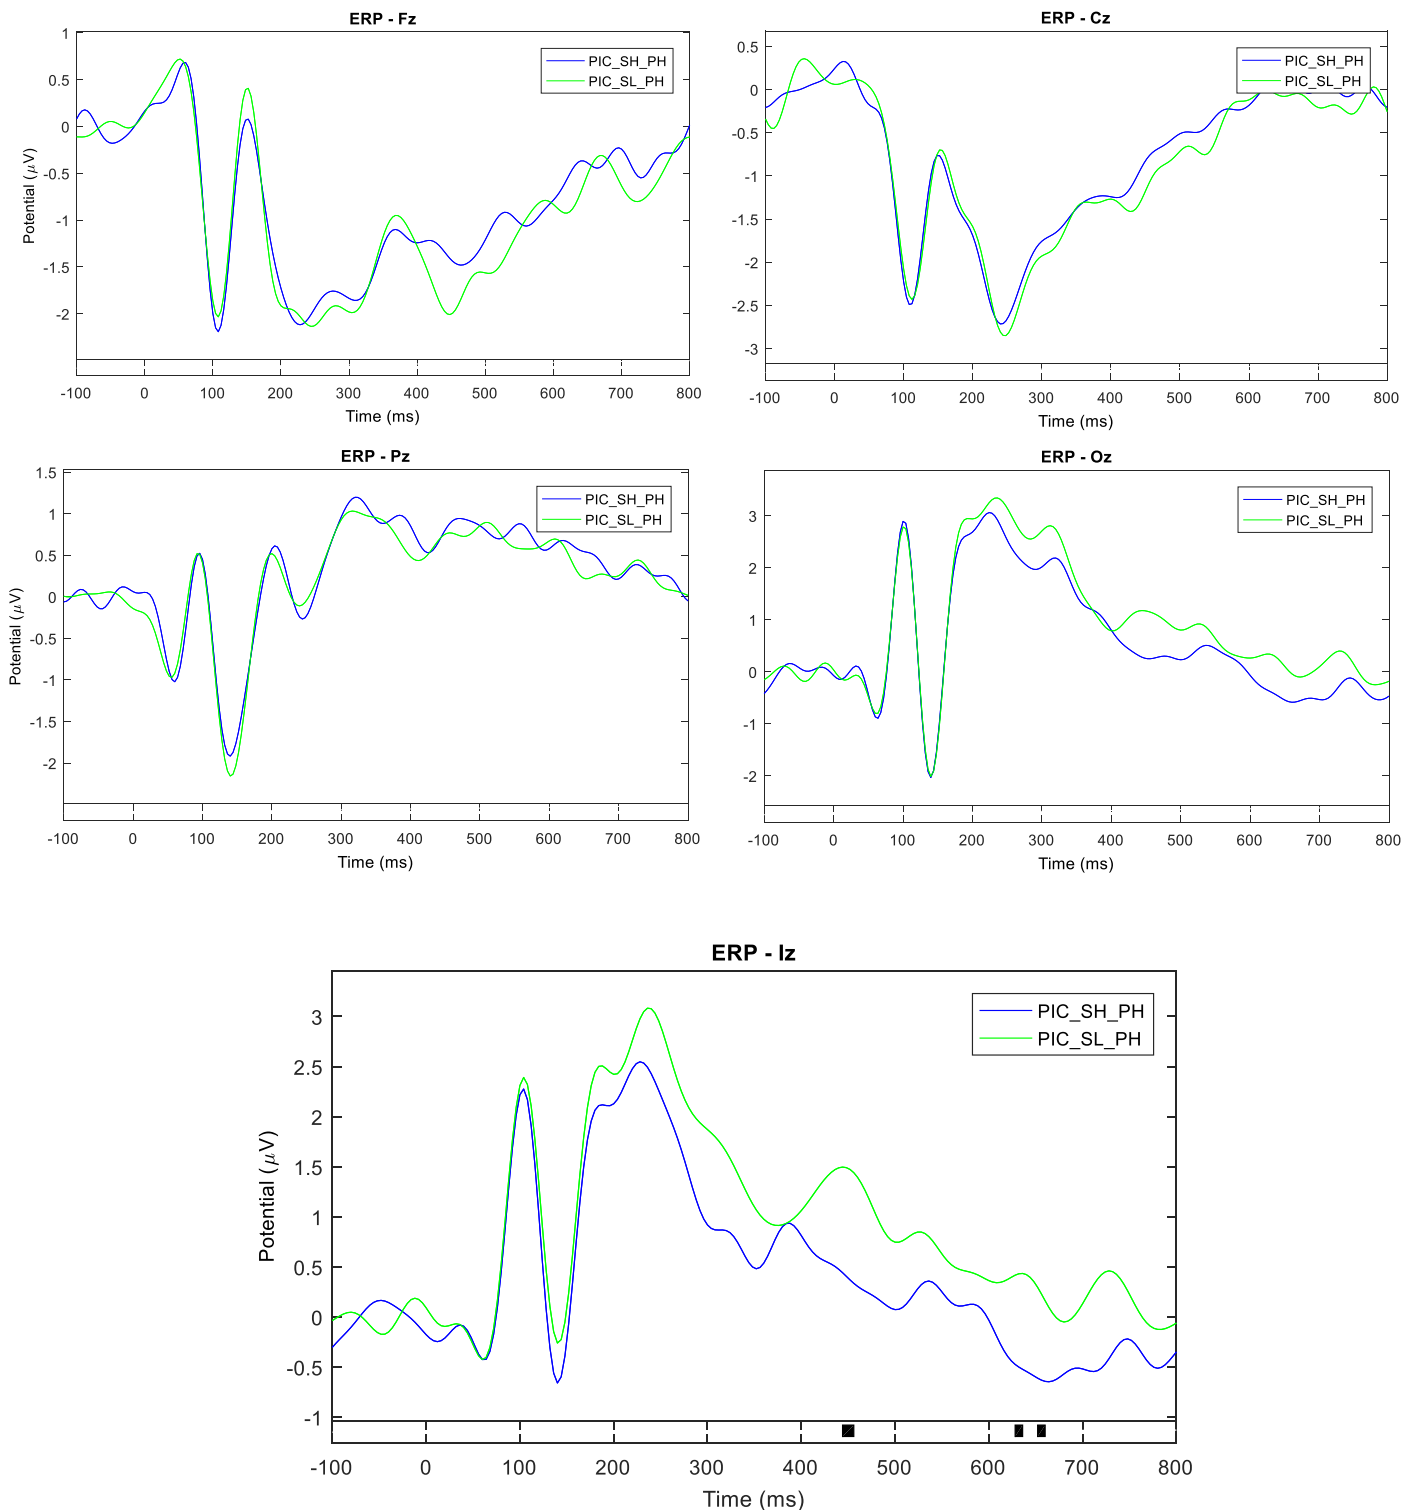 ERP - Fz
1
0.5
0
-0.5
-1
-1.5
-2
Potential (μV)
PIC_SH_PH
PIC_SL_PH
-100 0 100 200 300 400 500 600 700 800
Time (ms)
ERP - Cz
0.5
0
-0.5
-1
-1.5
-2
-2.5
-3
PIC_SH_PH
PIC_SL_PH
-100 0 100 200 300 400 500 600 700 800
Time (ms)
ERP - Pz
1.5
1
0.5
0
-0.5
-1
-1.5
-2
Potential (μV)
PIC_SH_PH
PIC_SL_PH
-100 0 100 200 300 400 500 600 700 800
Time (ms)
ERP - Oz
3
2
1
0
-1
-2
PIC_SH_PH
PIC_SL_PH
-100 0 100 200 300 400 500 600 700 800
Time (ms)
ERP - Iz
3
2.5
2
1.5
1
0.5
0
-0.5
-1
Potential (μV)
PIC_SH_PH
PIC_SL_PH
-100 0 100 200 300 400 500 600 700 800
Time (ms)